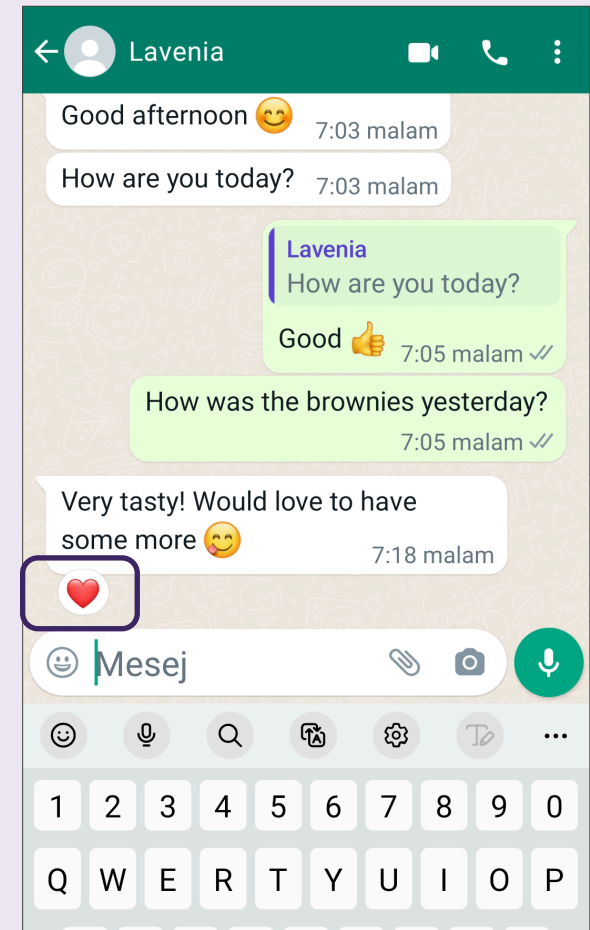 Lavenia
Good afternoon 😊 7:03 malam
How are you today? 7:03 malam
Lavenia
How are you today?
Good 👍 7:05 malam
How was the brownies yesterday?
7:05 malam
Very tasty! Would love to have
some more 😋 7:18 malam
❤️
Mesej
1 2 3 4 5 6 7 8 9 0
Q W E R T Y U I O P